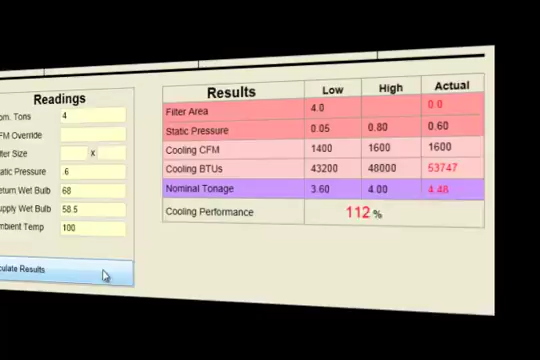 Readings
om. Tons 4
FM Override
lter Size x
tatic Pressure .6
eturn Wet Bulb 68
upply Wet Bulb 58.5
mbient Temp 100
culate Results
Results Low High Actual
Filter Area 4.0 0.0
Static Pressure 0.05 0.80 0.60
Cooling CFM 1400 1600 1600
Cooling BTUs 43200 48000 53747
Nominal Tonage 3.60 4.00 4.48
Cooling Performance 112 %